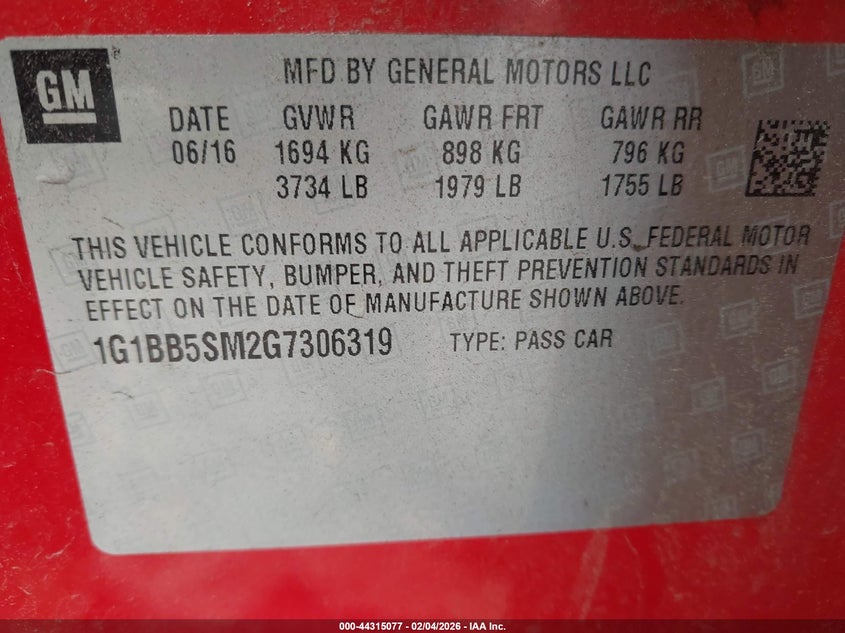 GM
MFD BY GENERAL MOTORS LLC
DATE GVWR GAWR FRT GAWR RR
06/16 1694 KG 898 KG 796 KG
3734 LB 1979 LB 1755 LB
THIS VEHICLE CONFORMS TO ALL APPLICABLE U.S. FEDERAL MOTOR
VEHICLE SAFETY, BUMPER, AND THEFT PREVENTION STANDARDS IN
EFFECT ON THE DATE OF MANUFACTURE SHOWN ABOVE.
1G1BB5SM2G7306319 TYPE: PASS CAR
000-44315077 - 02/04/2026 - IAA Inc.